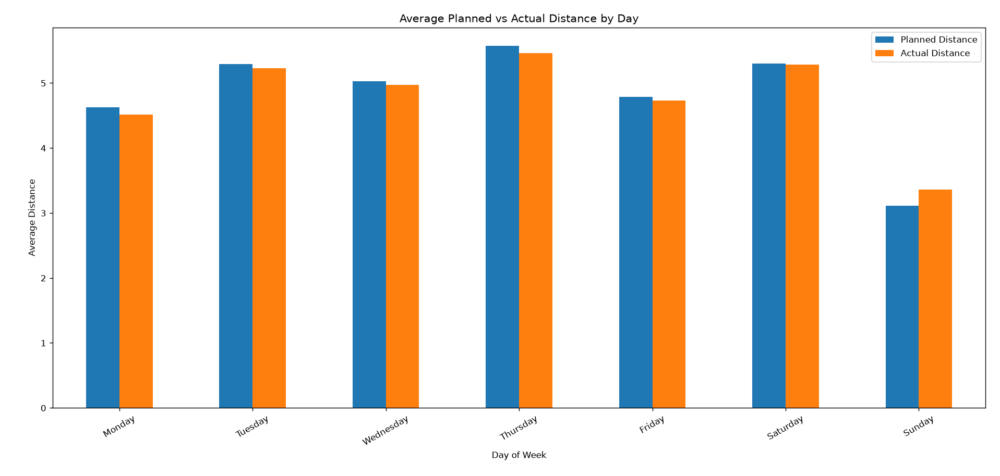 Average Planned vs Actual Distance by Day
Planned Distance
Actual Distance
Average Distance
5
4
3
2
1
0
Monday
Tuesday
Wednesday
Thursday
Friday
Saturday
Sunday
Day of Week